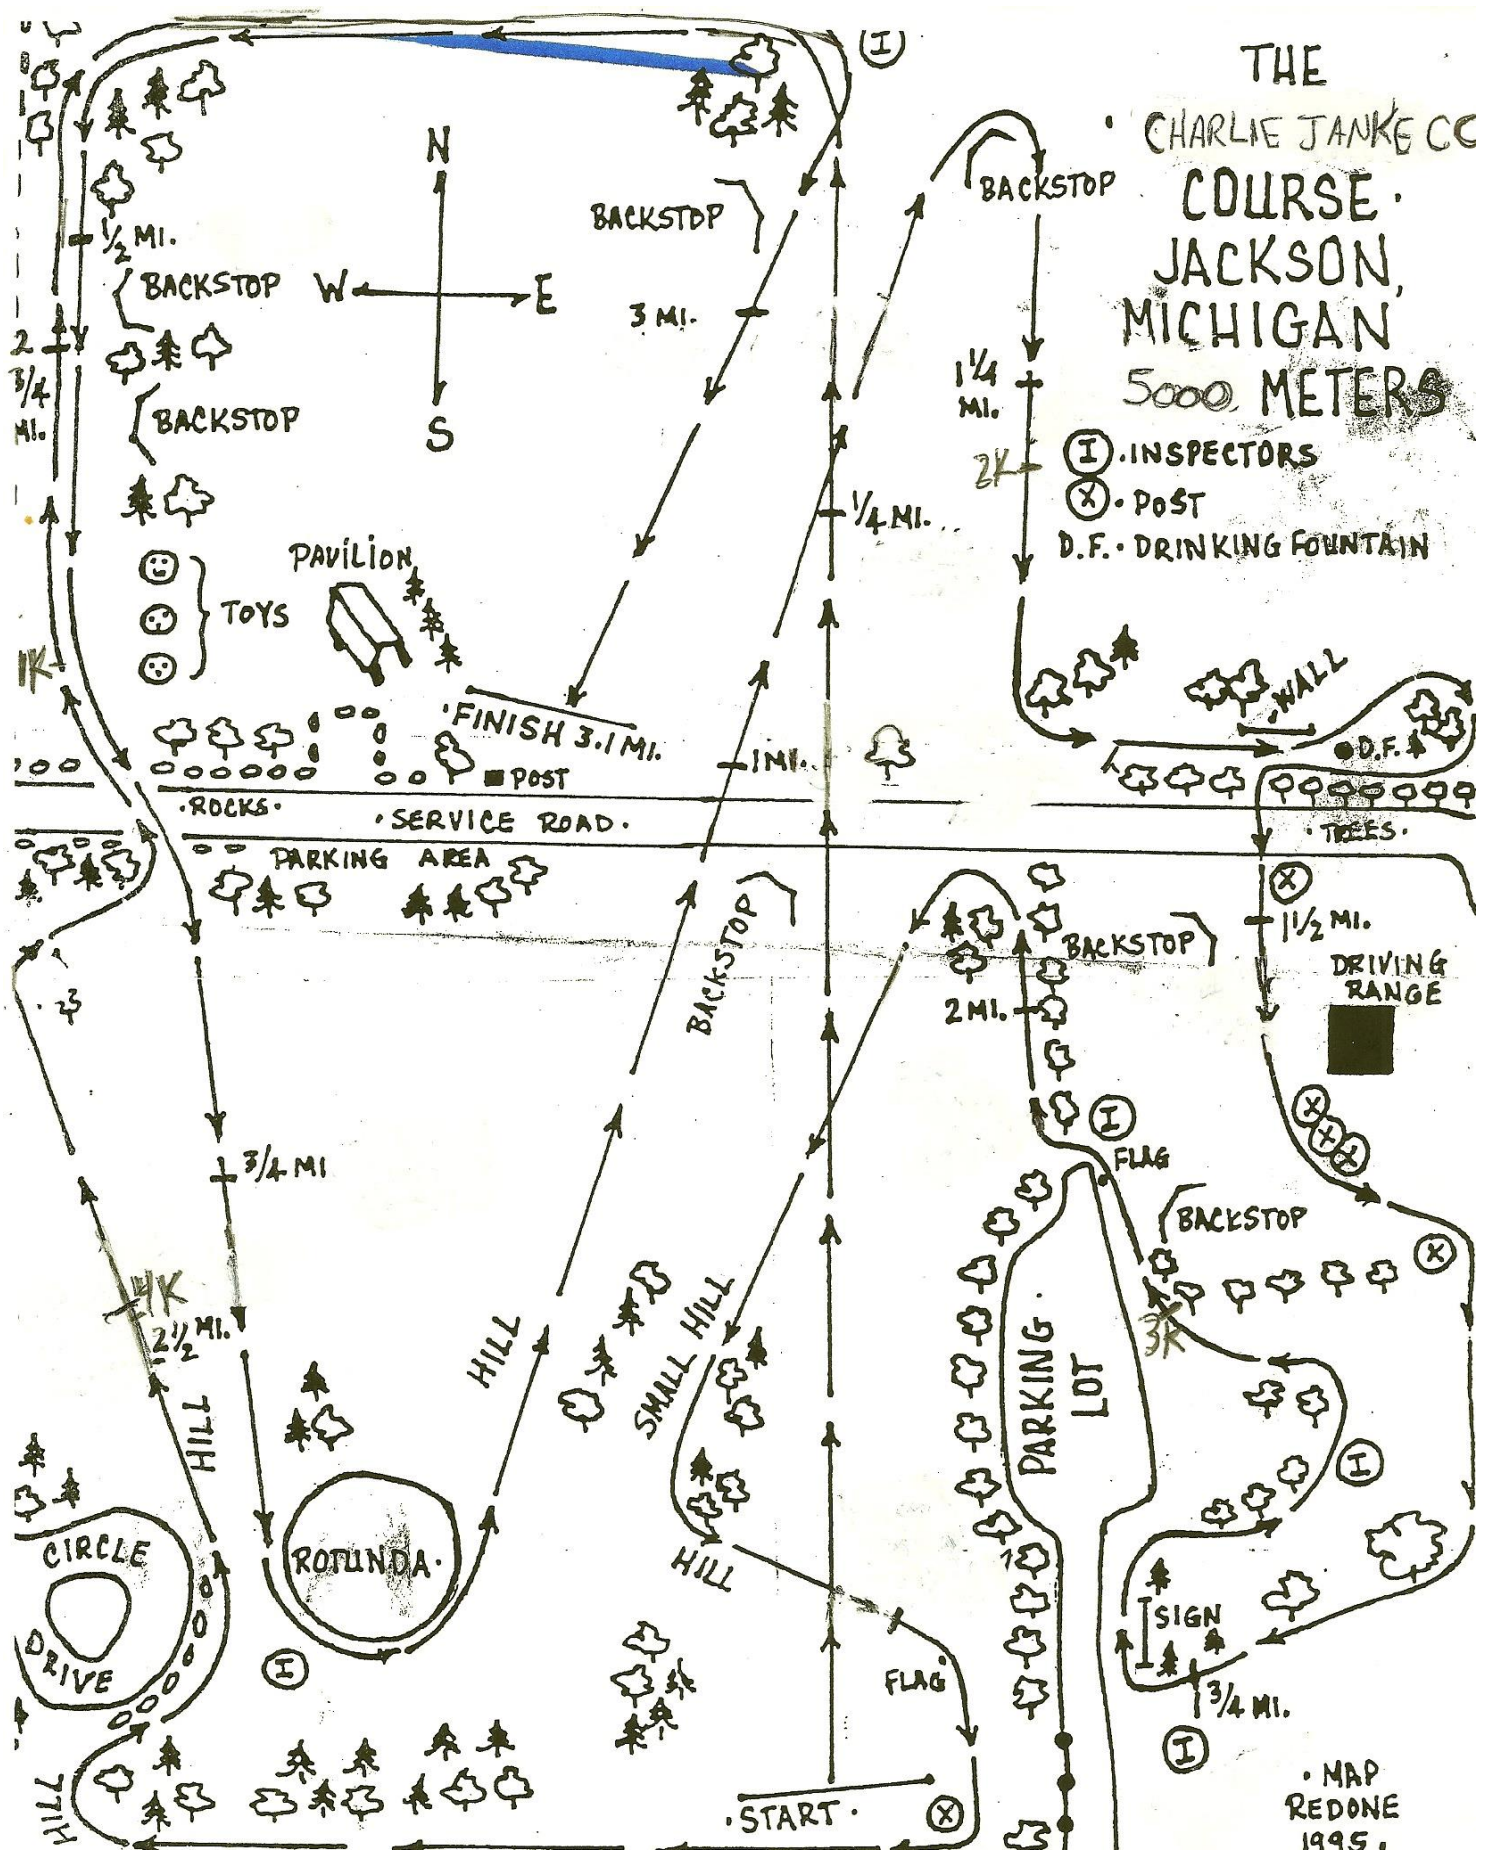 THE
CHARLIE JANKE CC
COURSE.
JACKSON,
MICHIGAN
5000 METERS
I .INSPECTORS
X . POST
D.F. . DRINKING FOUNTAIN
I
N
W E
S
BACKSTOP
BACKSTOP
1/2 MI.
BACKSTOP
BACKSTOP
2
3/4
MI.
3 MI.
1 1/4
MI.
2K
1/4 MI.
PAVILION
TOYS
1K
WALL
.FINISH 3.1 MI.
1 MI.
D.F.
POST
.ROCKS.
.SERVICE ROAD.
.TREES.
PARKING AREA
X
BACKSTOP
BACKSTOP
1 1/2 MI.
DRIVING
RANGE
2 MI.
I
X
X
X
FLAG
3/4 MI
BACKSTOP
X
4K
2 1/2 MI.
3K
HILL
HILL
SMALL HILL
PARKING
LOT
I
CIRCLE
DRIVE
ROTUNDA.
HILL
SIGN
I
FLAG
1 3/4 MI.
I
HILL
.START.
X
. MAP
REDONE
1995.